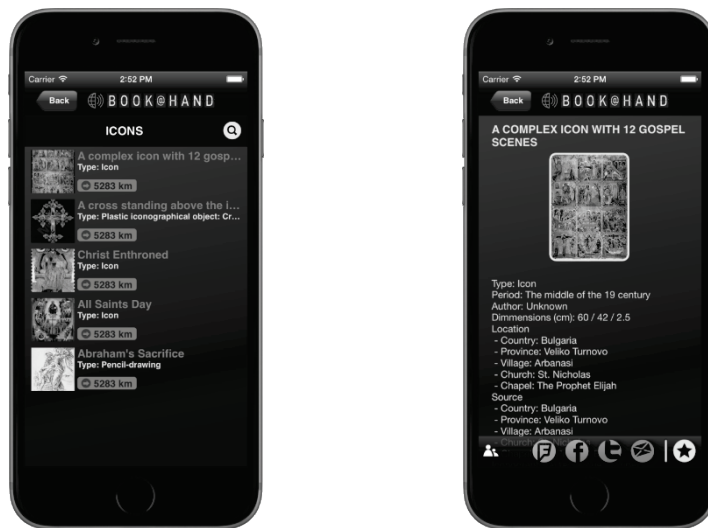 Carrier 2:52 PM
Back BOOK@HAND
ICONS
A complex icon with 12 gosp...
Type: Icon
5283 km
A cross standing above the i...
Type: Plastic iconographical object: Cr...
5283 km
Christ Enthroned
Type: Icon
5283 km
All Saints Day
Type: Icon
5283 km
Abraham's Sacrifice
Type: Pencil-drawing
5283 km
Carrier 2:52 PM
Back BOOK@HAND
A COMPLEX ICON WITH 12 GOSPEL
SCENES
Type: Icon
Period: The middle of the 19 century
Author: Unknown
Dimmensions (cm): 60 / 42 / 2.5
Location
- Country: Bulgaria
- Province: Veliko Turnovo
- Village: Arbanasi
- Church: St. Nicholas
- Chapel: The Prophet Elijah
Source
- Country: Bulgaria
- Province: Veliko Turnovo
- Village: Arbanasi
- Church: